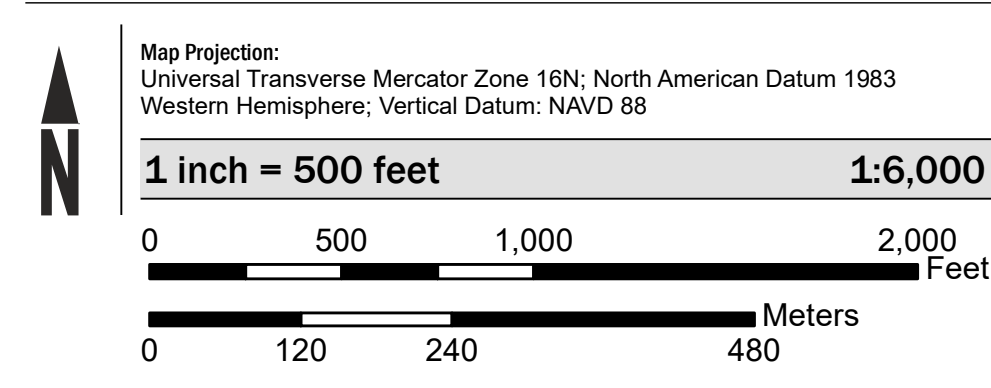 N
Map Projection:
Universal Transverse Mercator Zone 16N; North American Datum 1983
Western Hemisphere; Vertical Datum: NAVD 88
1 inch = 500 feet 1:6,000
0 500 1,000 2,000
Feet
Meters
0 120 240 480